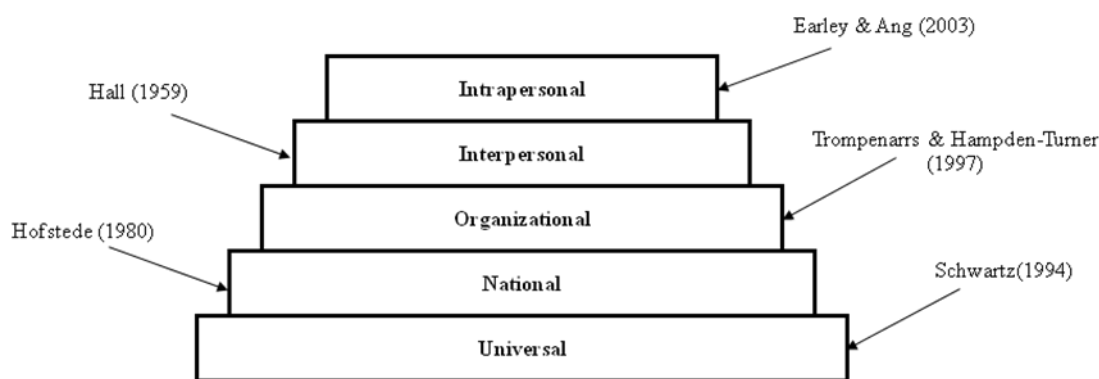 Earley & Ang (2003)
Intrapersonal
Hall (1959)
Interpersonal
Trompenarrs & Hampden-Turner
(1997)
Organizational
Hofstede (1980)
National
Schwartz(1994)
Universal